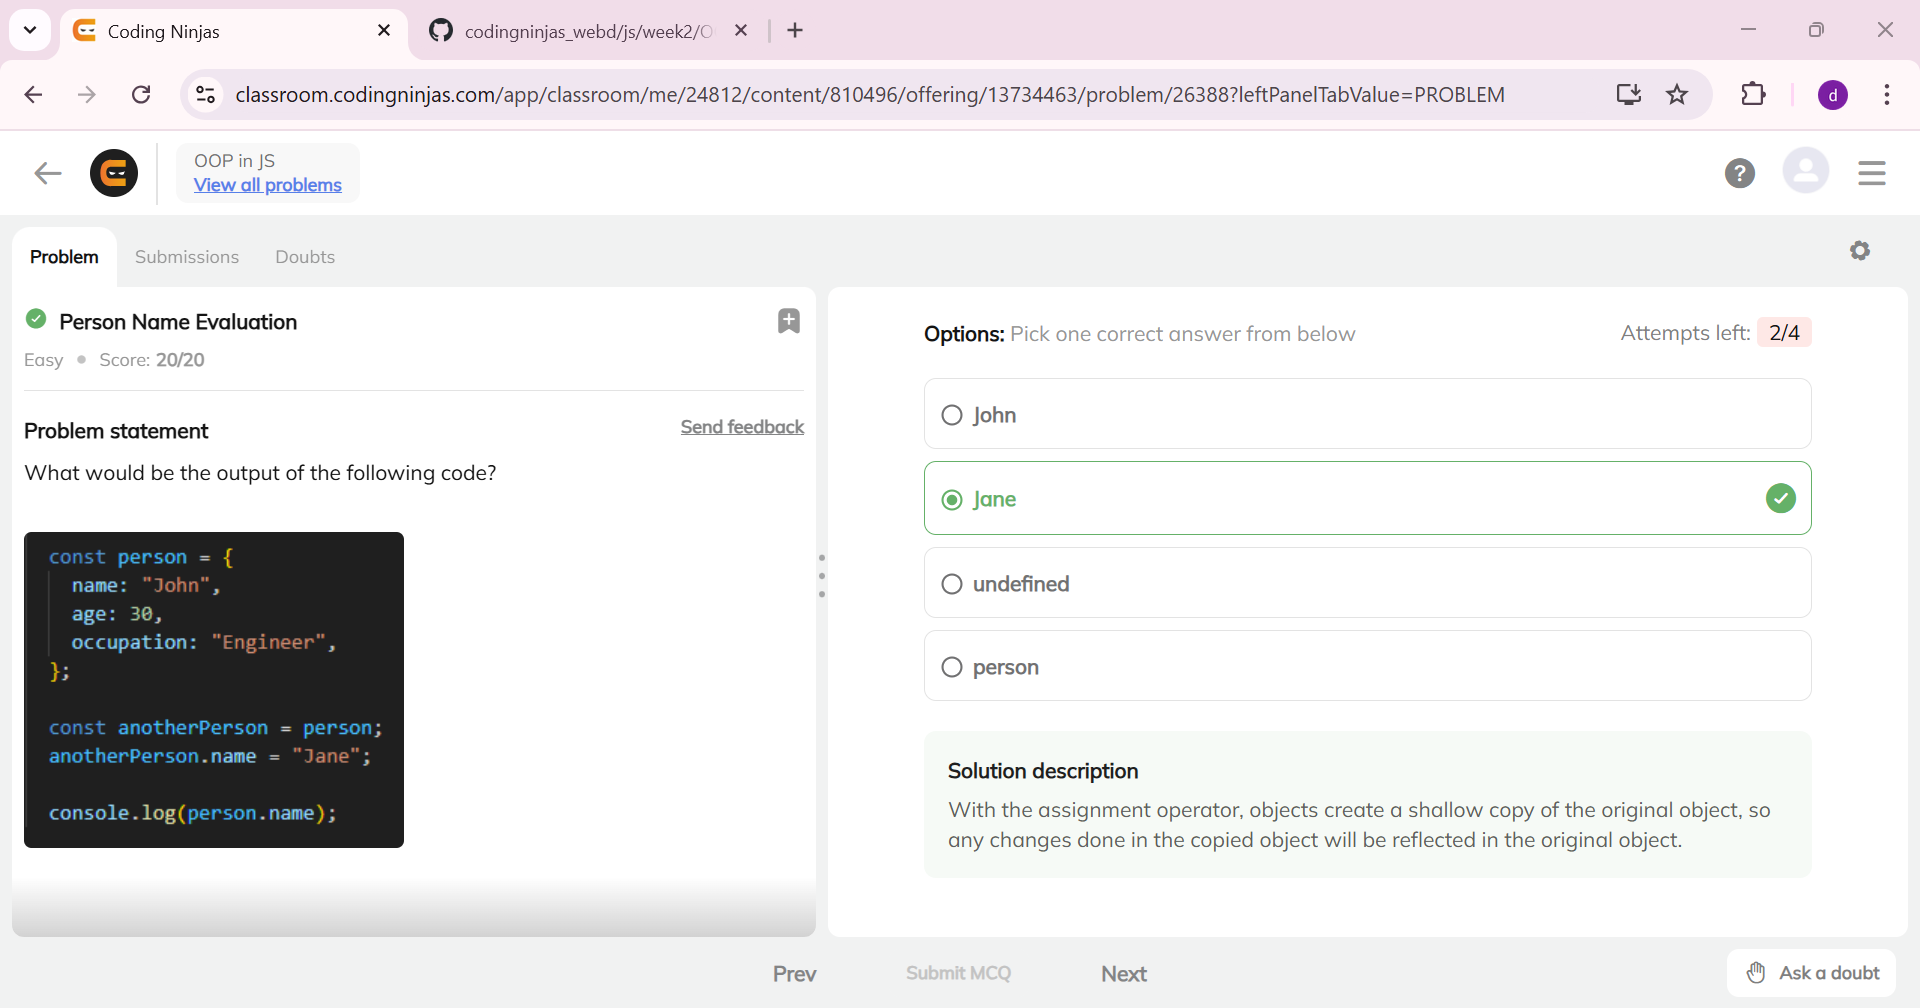 Coding Ninjas
codingningas_webd/js/week2/O
classroom.codingninjas.com/app/classroom/me/24812/content/810496/offering/13734463/problem/26388?leftPanelTabValue=PROBLEM
d
OOP in JS
View all problems
?
Problem
Submissions
Doubts
Person Name Evaluation
Easy • Score: 20/20
Problem statement
Send feedback
What would be the output of the following code?
const person = {
name: "John",
age: 30,
occupation: "Engineer",
};
const anotherPerson = person;
anotherPerson.name = "Jane";
console.log(person.name);
Options: Pick one correct answer from below
Attempts left: 2/4
John
Jane
undefined
person
Solution description
With the assignment operator, objects create a shallow copy of the original object, so
any changes done in the copied object will be reflected in the original object.
Prev
Submit MCQ
Next
Ask a doubt